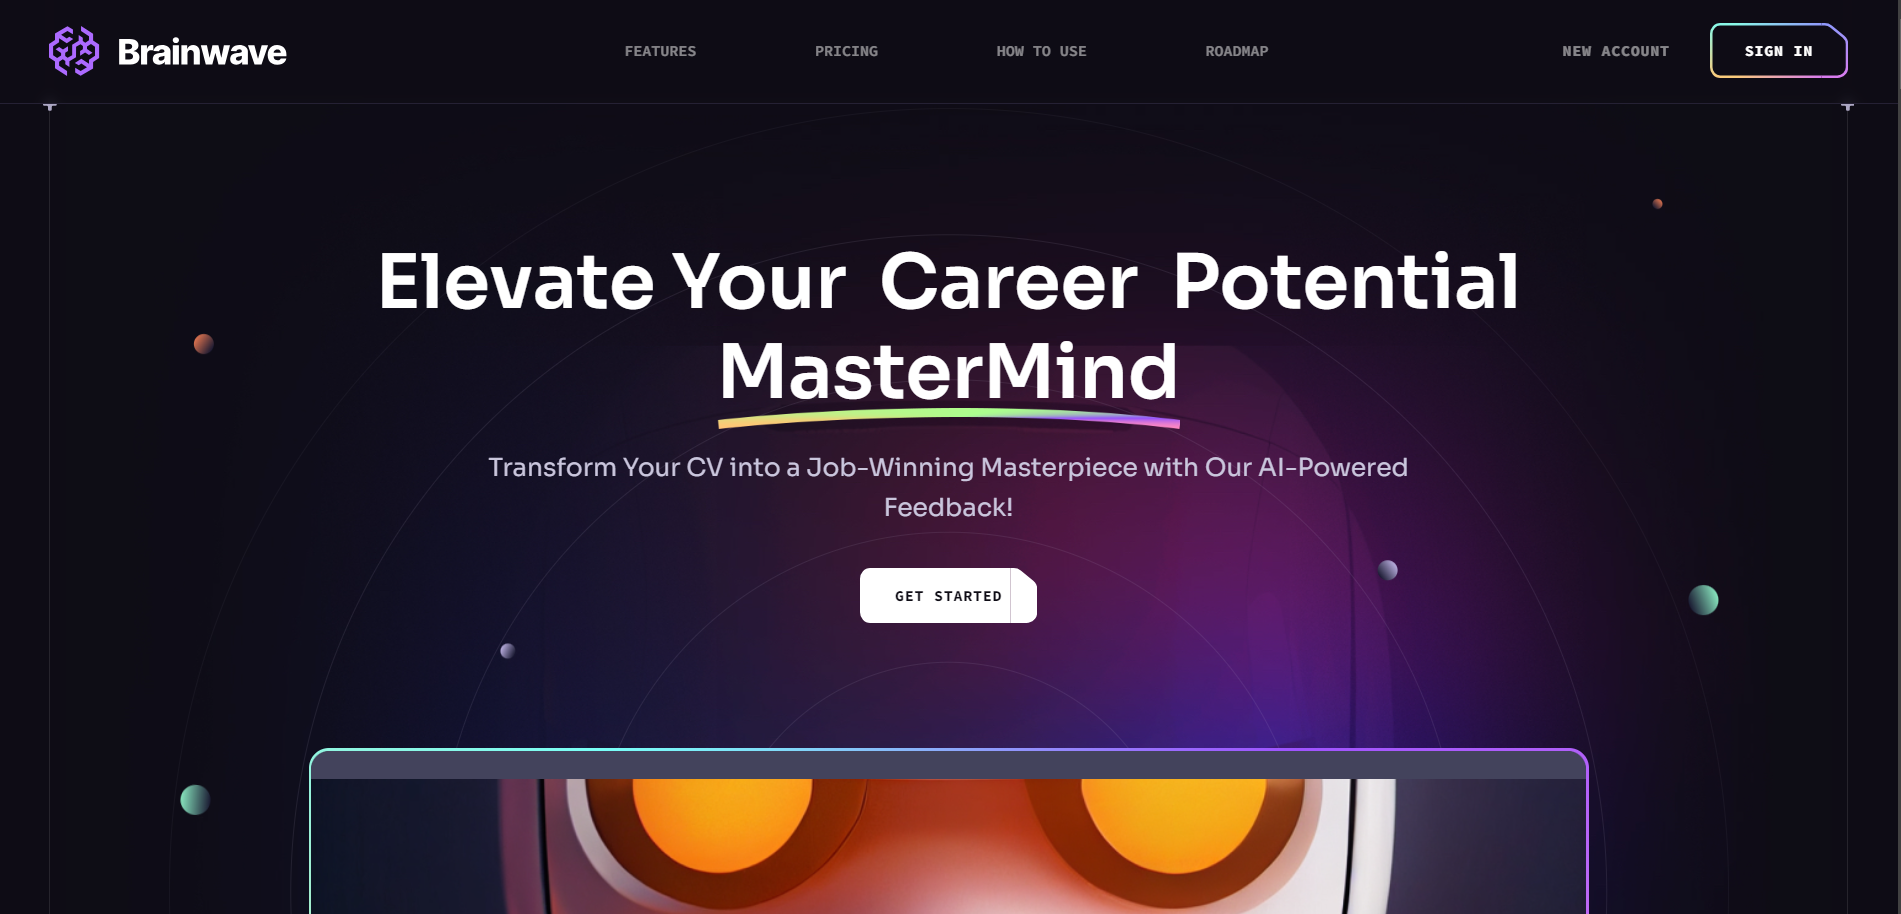 Brainwave
FEATURES
PRICING
HOW TO USE
ROADMAP
NEW ACCOUNT
SIGN IN
Elevate Your Career Potential
MasterMind
Transform Your CV into a Job-Winning Masterpiece with Our AI-Powered
Feedback!
GET STARTED